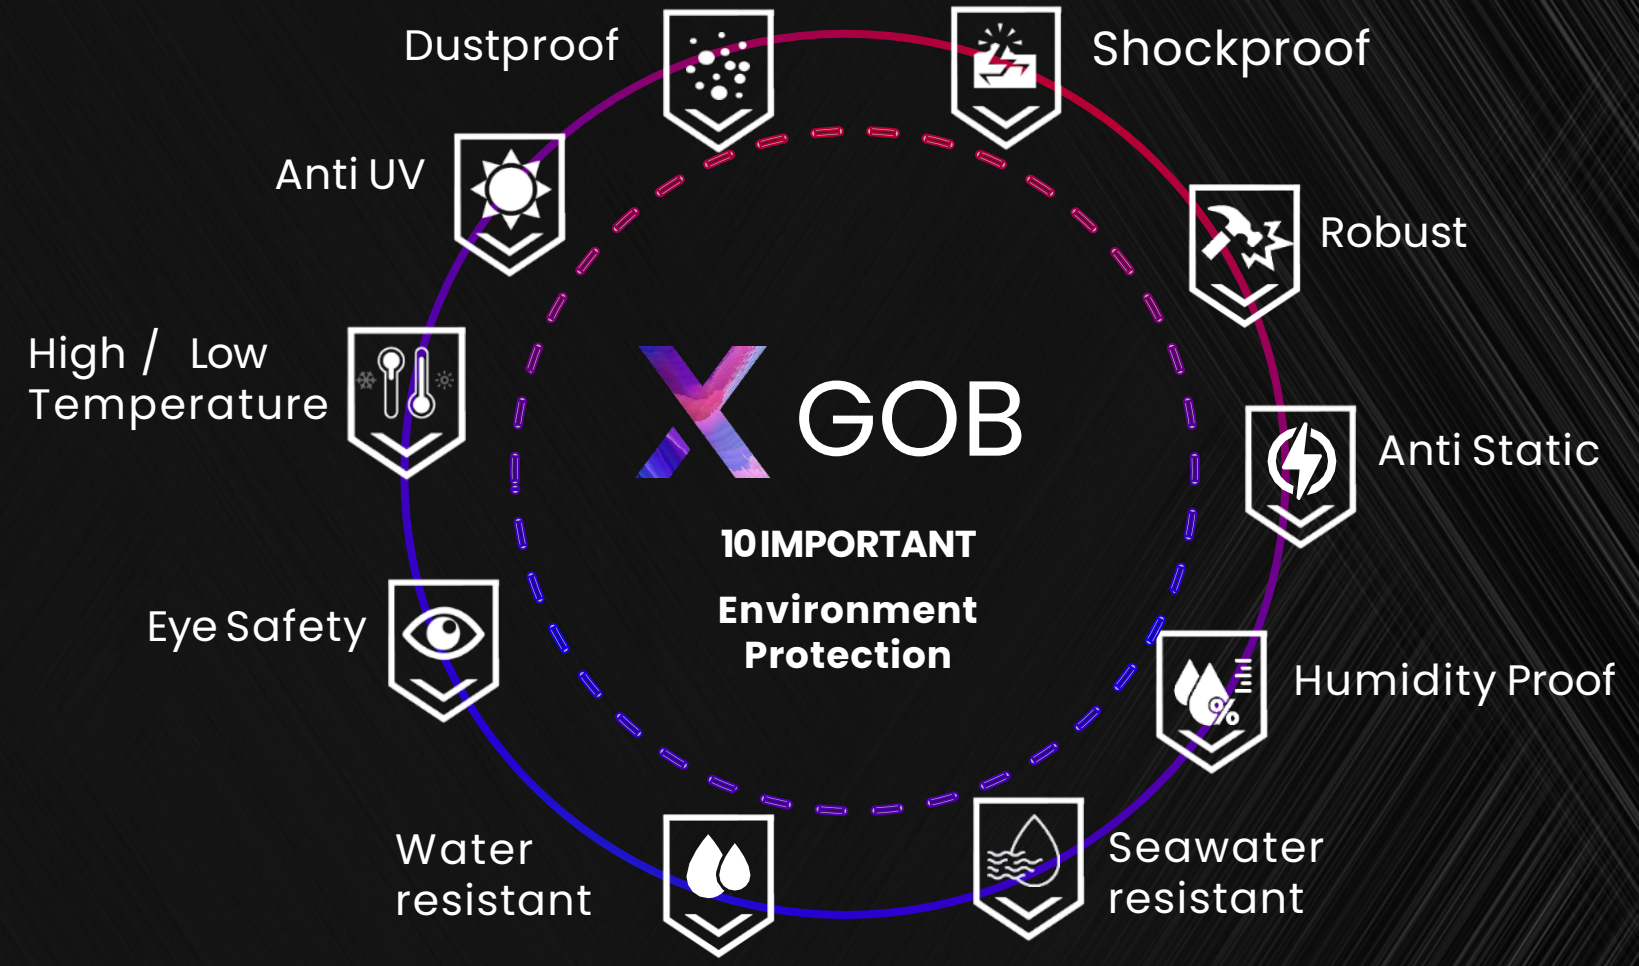 Dustproof
Shockproof
Anti UV
Robust
High / Low
Temperature
X GOB
Anti Static
10 IMPORTANT
Environment
Protection
Eye Safety
Humidity Proof
%
Water
resistant
Seawater
resistant